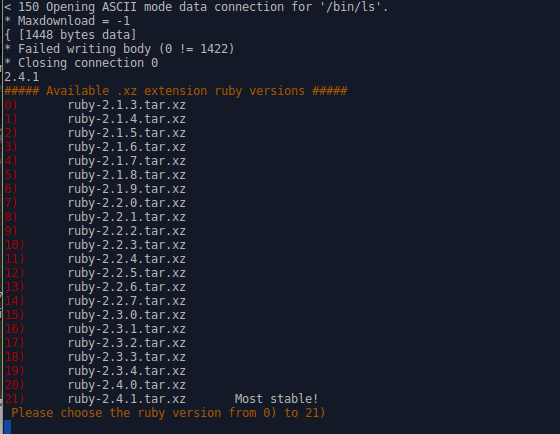 < 150 Opening ASCII mode data connection for '/bin/ls'.
* Maxdownload = -1
{ [1448 bytes data]
* Failed writing body (0 != 1422)
* Closing connection 0
2.4.1
##### Available .xz extension ruby versions #####
0) ruby-2.1.3.tar.xz
1) ruby-2.1.4.tar.xz
2) ruby-2.1.5.tar.xz
3) ruby-2.1.6.tar.xz
4) ruby-2.1.7.tar.xz
5) ruby-2.1.8.tar.xz
6) ruby-2.1.9.tar.xz
7) ruby-2.2.0.tar.xz
8) ruby-2.2.1.tar.xz
9) ruby-2.2.2.tar.xz
10) ruby-2.2.3.tar.xz
11) ruby-2.2.4.tar.xz
12) ruby-2.2.5.tar.xz
13) ruby-2.2.6.tar.xz
14) ruby-2.2.7.tar.xz
15) ruby-2.3.0.tar.xz
16) ruby-2.3.1.tar.xz
17) ruby-2.3.2.tar.xz
18) ruby-2.3.3.tar.xz
19) ruby-2.3.4.tar.xz
20) ruby-2.4.0.tar.xz
21) ruby-2.4.1.tar.xz Most stable!
Please choose the ruby version from 0) to 21)